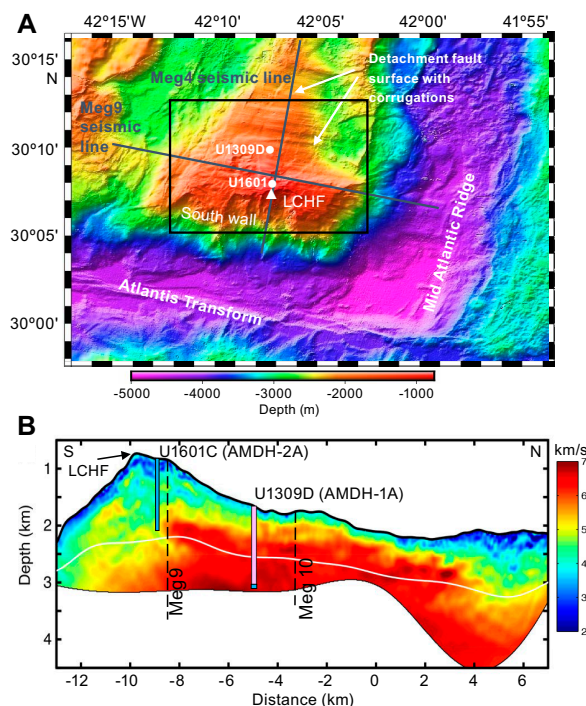 A
42°15'W 42°10' 42°05' 42°00' 41°55'
30°15'
N
30°10'
30°05'
30°00'
Meg4 seismic line
Detachment fault
surface with
corrugations
Meg9
seismic
line
U1309D
U1601
LCHF
South wall
Atlantis Transform
Mid Atlantic Ridge
-5000 -4000 -3000 -2000 -1000
Depth (m)
B
S N
km/s
LCHF
U1601C (AMDH-2A)
U1309D (AMDH-1A)
Meg9
Meg 10
1
2
3
4
Depth (km)
-12 -10 -8 -6 -4 -2 0 2 4 6
Distance (km)
7
6
5
4
3
2